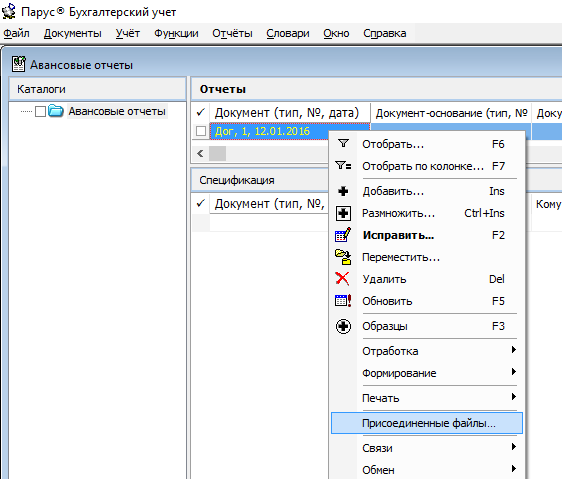 Парус® Бухгалтерский учет
Файл Документы Учёт Функции Отчёты Словари Окно Справка
Авансовые отчеты
Каталоги
Авансовые отчеты
Отчеты
Документ (тип, №, дата) Документ-основание (тип, № Доку
Дог, 1, 12.01.2016
Спецификация
Документ (тип, №, Кому
Отобрать... F6
Отобрать по колонке... F7
Добавить... Ins
Размножить... Ctrl+Ins
Исправить... F2
Переместить...
Удалить Del
Обновить F5
Образцы F3
Отработка
Формирование
Печать
Присоединенные файлы...
Связи
Обмен